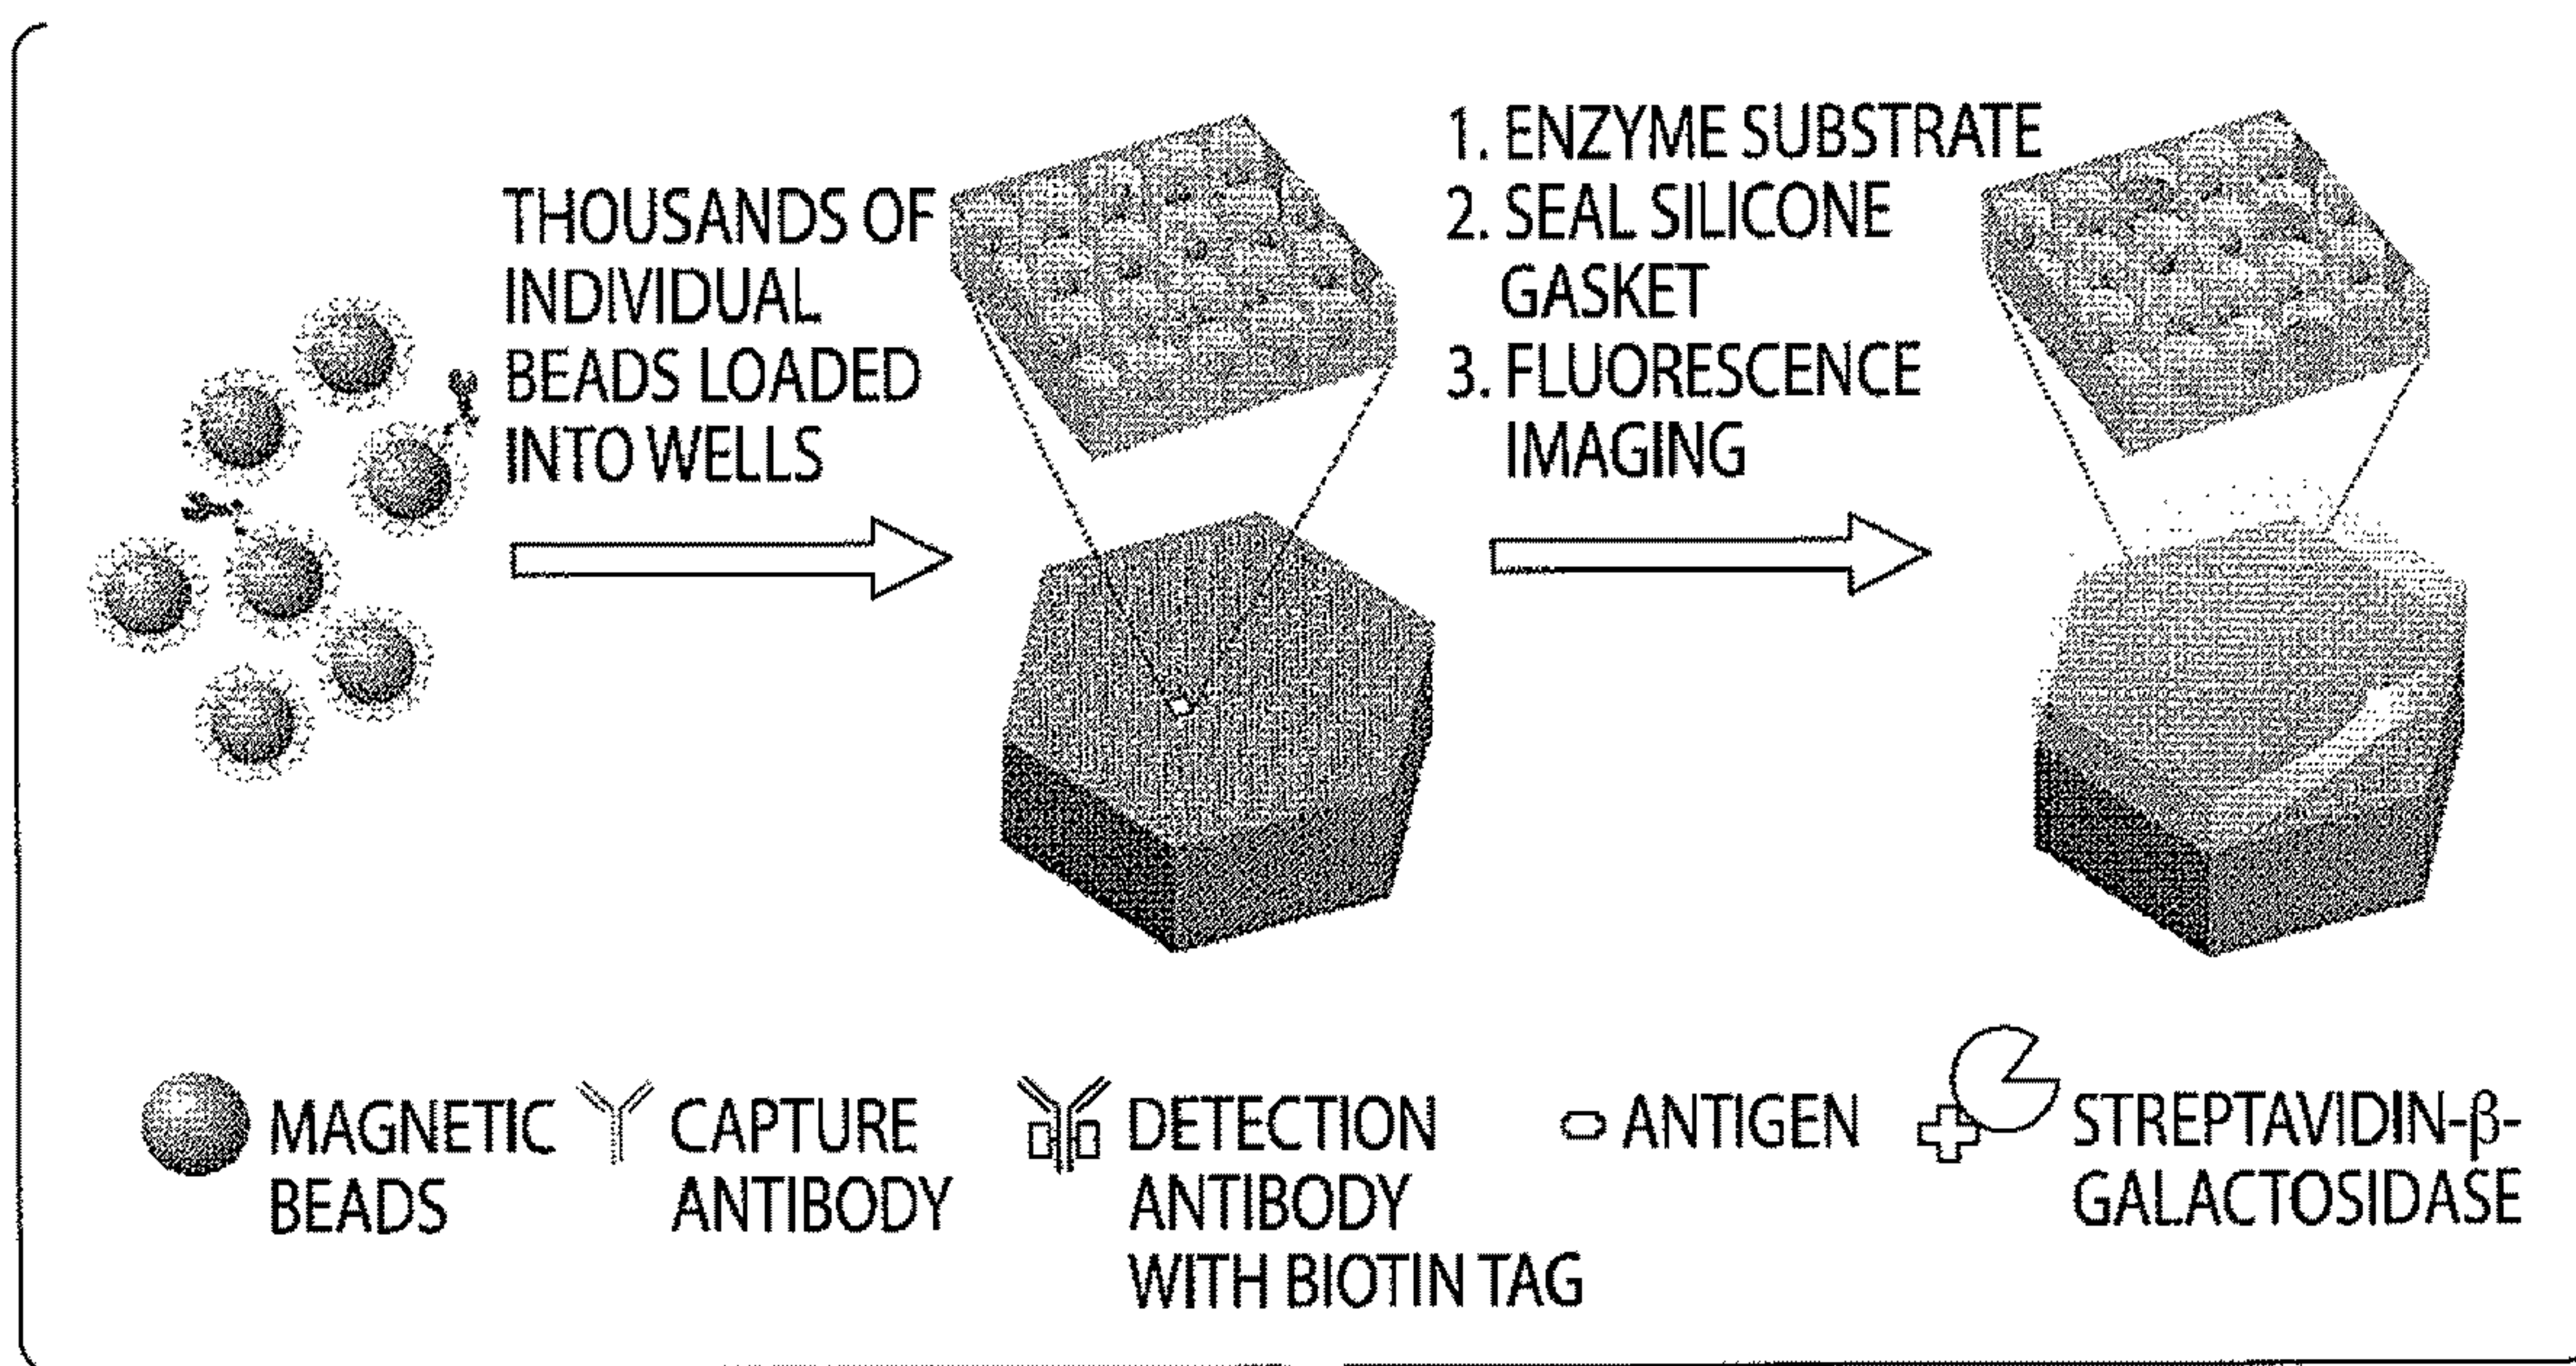 THOUSANDS OF
INDIVIDUAL
BEADS LOADED
INTO WELLS
1. ENZYME SUBSTRATE
2. SEAL SILICONE
GASKET
3. FLUORESCENCE
IMAGING
MAGNETIC
BEADS
CAPTURE
ANTIBODY
DETECTION
ANTIBODY
WITH BIOTIN TAG
ANTIGEN
STREPTAVIDIN-β-
GALACTOSIDASE